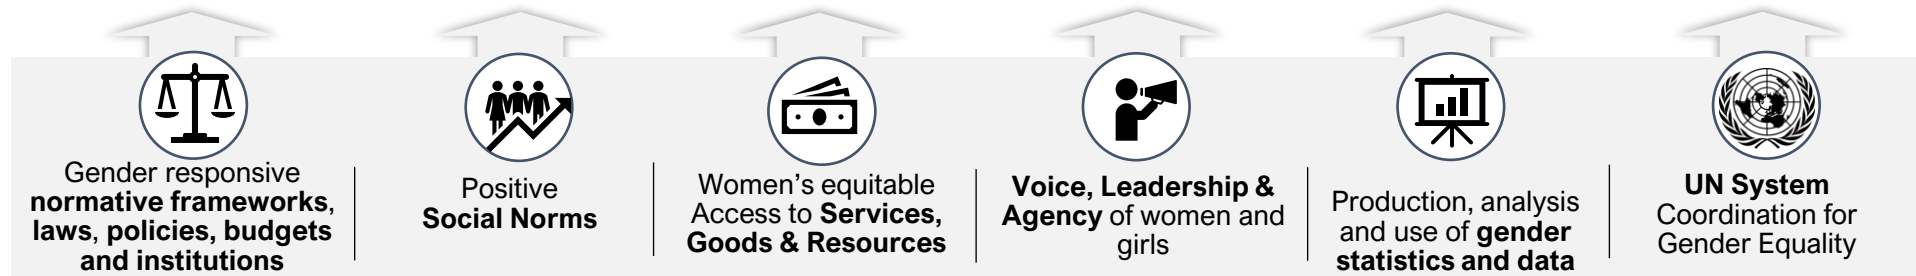 Gender responsive
normative frameworks,
laws, policies, budgets
and institutions
Positive
Social Norms
Women's equitable
Access to Services,
Goods & Resources
Voice, Leadership &
Agency of women and
girls
Production, analysis
and use of gender
statistics and data
UN System
Coordination for
Gender Equality